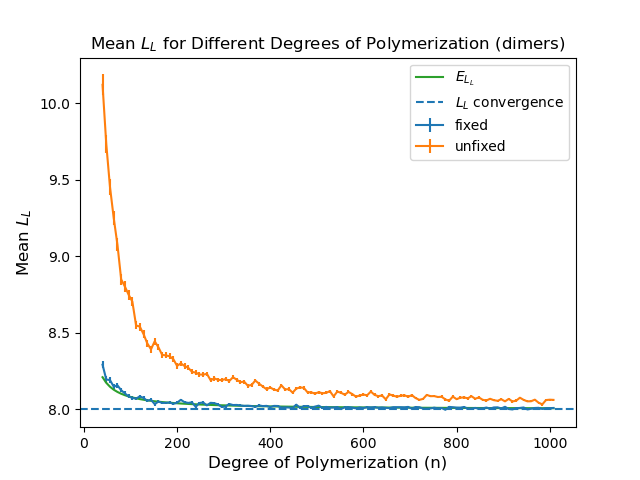 Mean L_L for Different Degrees of Polymerization (dimers)
E_{L_L}
L_L convergence
fixed
unfixed
10.0
9.5
9.0
8.5
8.0
Mean L_L
0 200 400 600 800 1000
Degree of Polymerization (n)